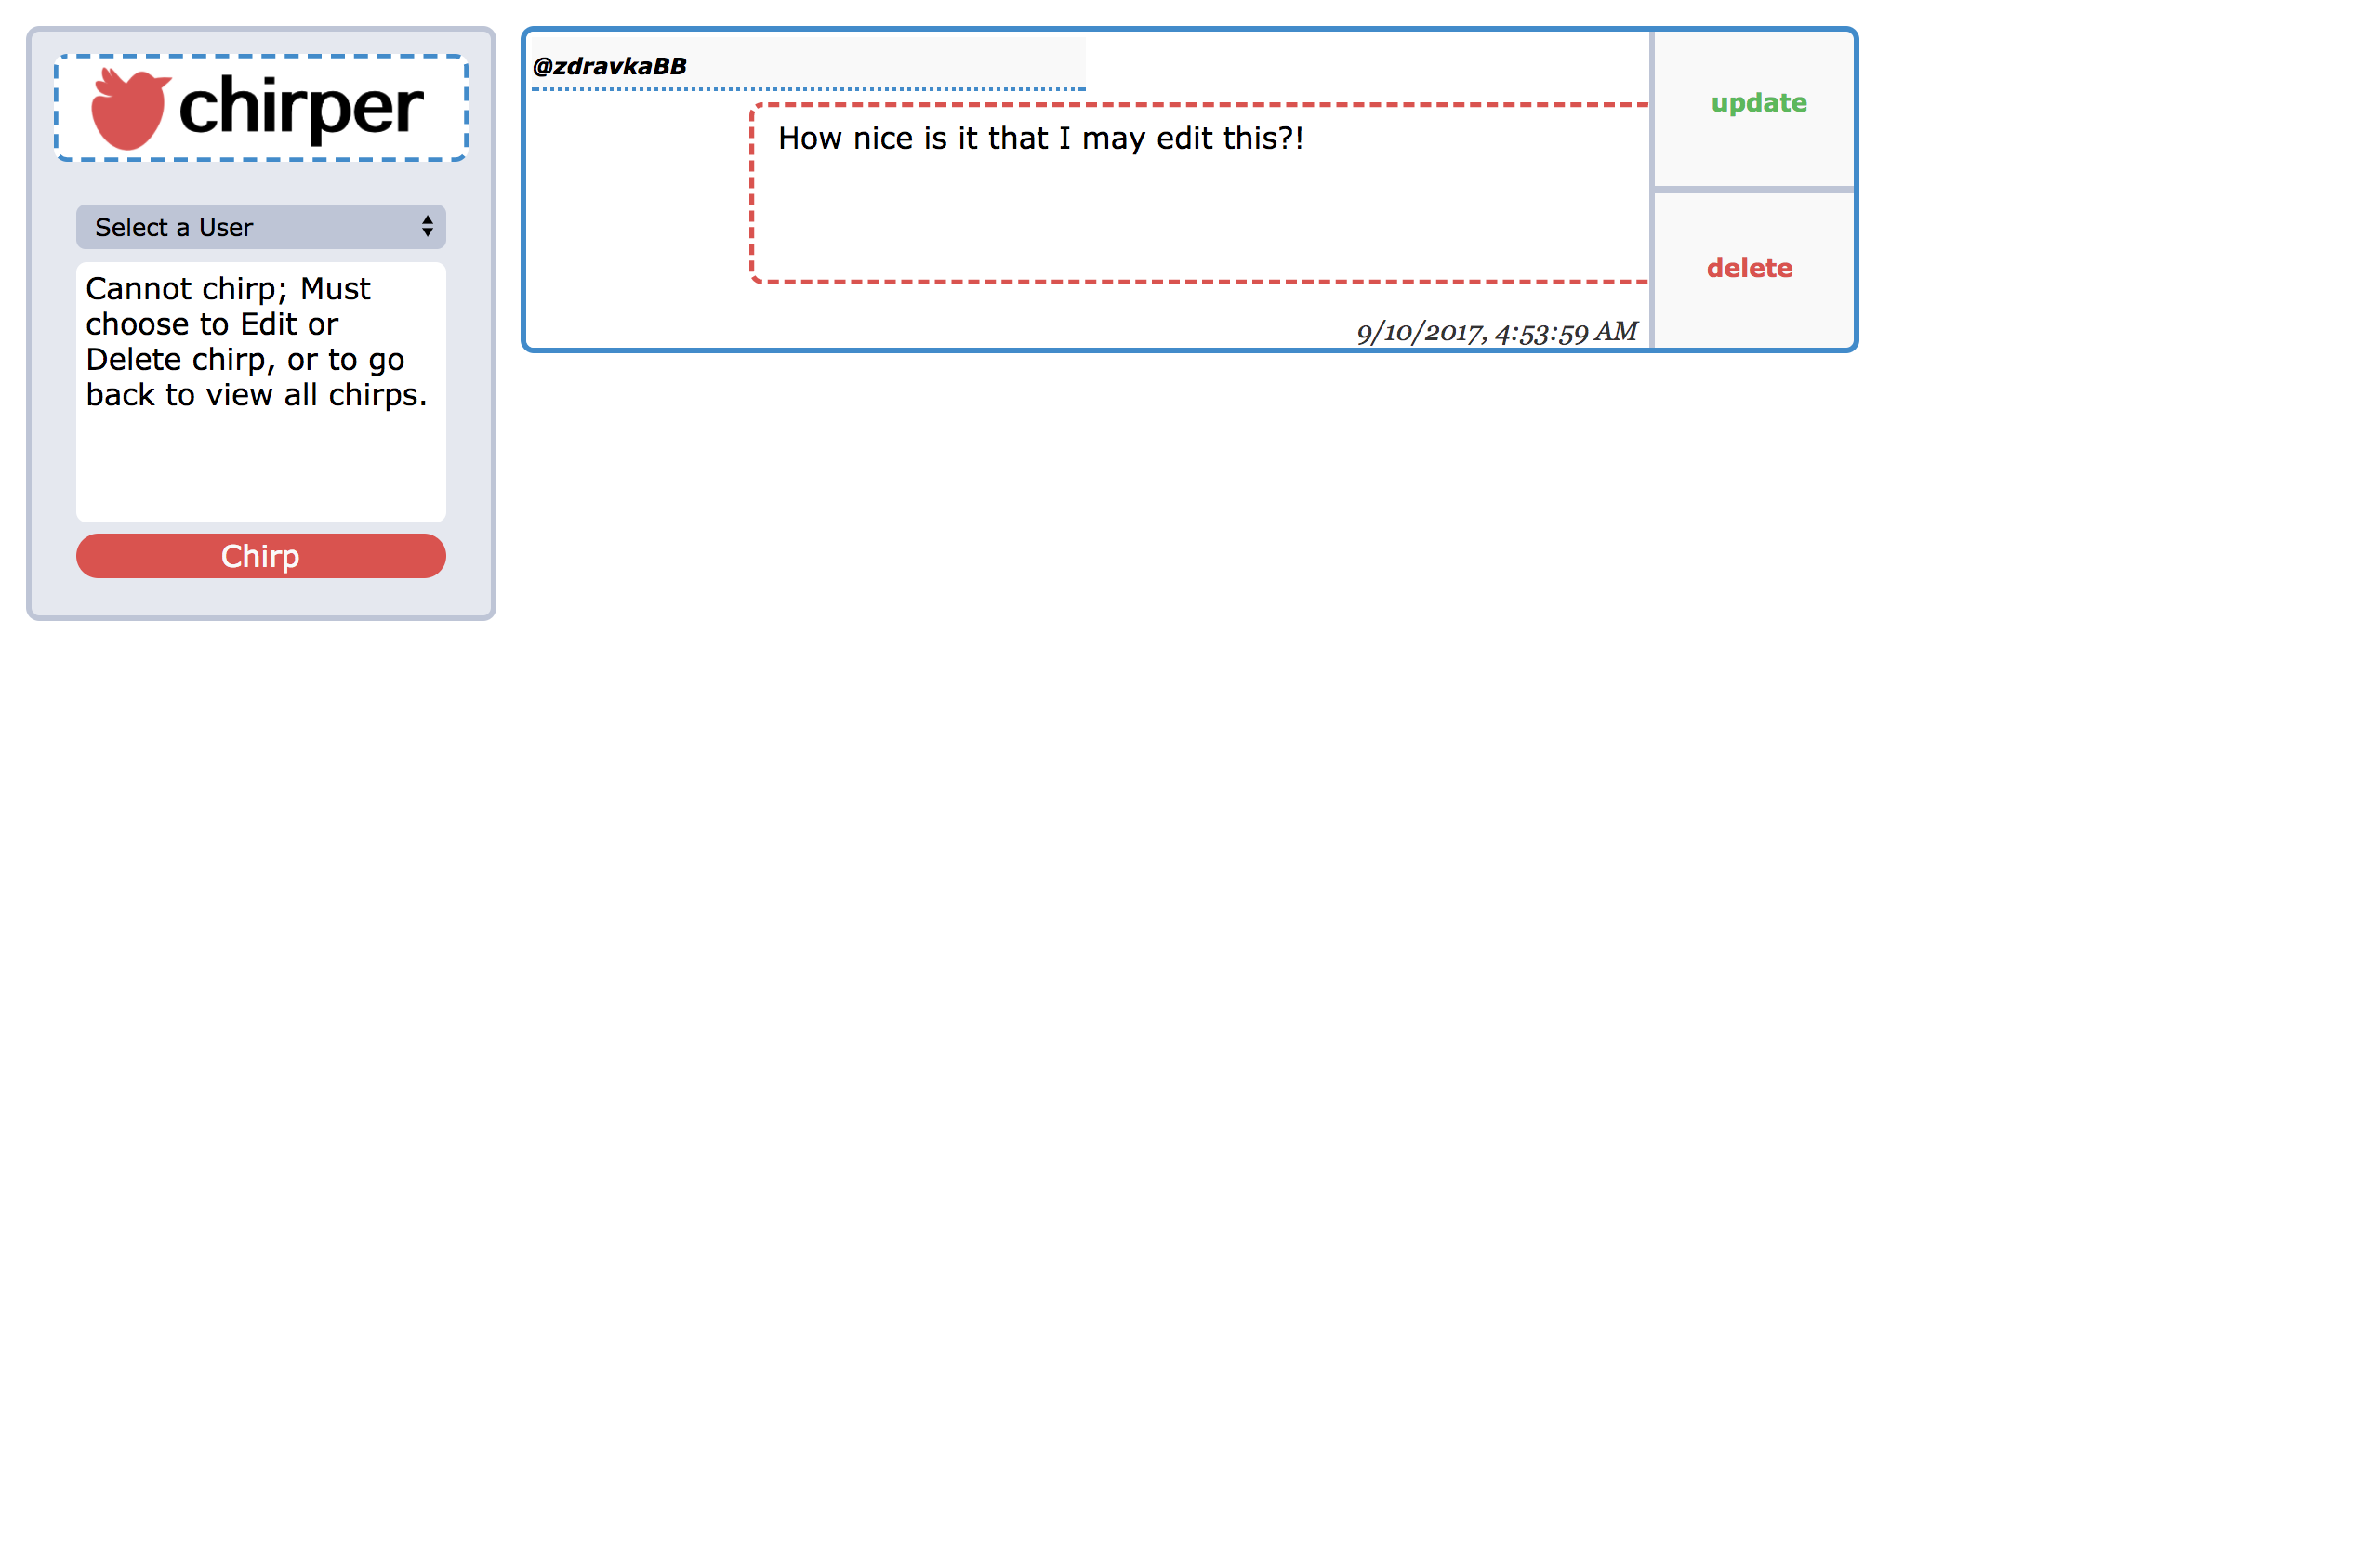 chirper
Select a User
Cannot chirp; Must
choose to Edit or
Delete chirp, or to go
back to view all chirps.
Chirp
@zdravkaBB
How nice is it that I may edit this?!
9/10/2017, 4:53:59 AM
update
delete